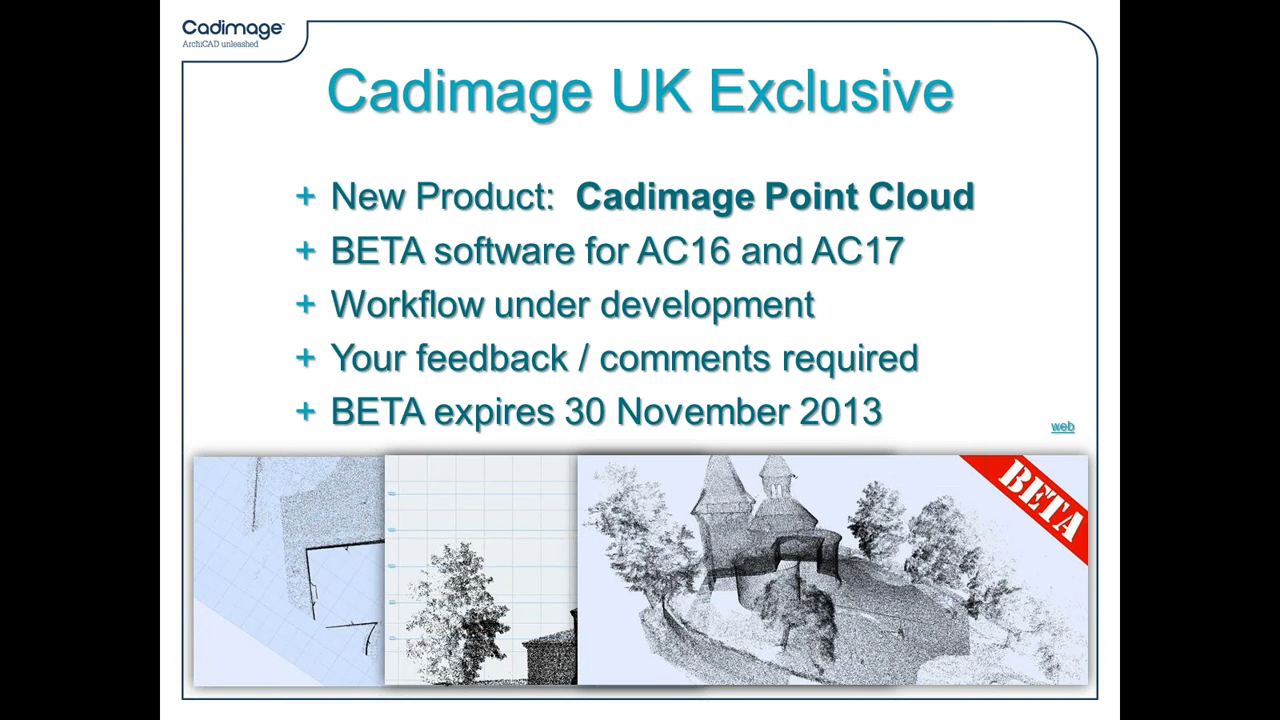 Cadimage™
ArchiCAD unleashed
Cadimage UK Exclusive
+ New Product: Cadimage Point Cloud
+ BETA software for AC16 and AC17
+ Workflow under development
+ Your feedback / comments required
+ BETA expires 30 November 2013
web
BETA